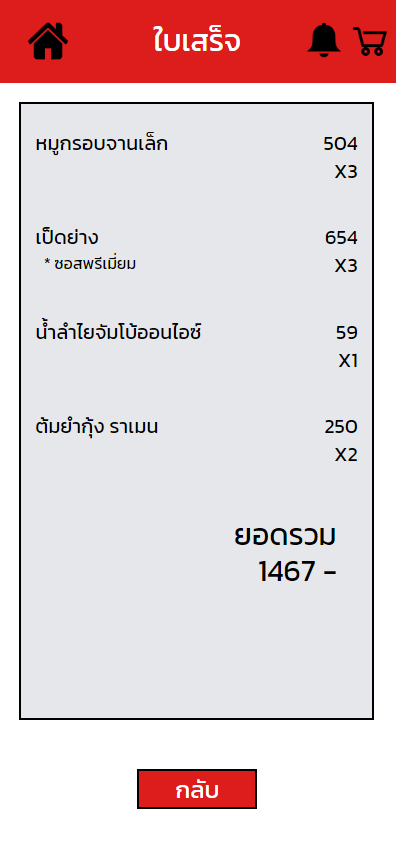 ใบเสร็จ
หมูกรอบจานเล็ก 504
X3
เป็ดย่าง 654
* ซอสพรีเมี่ยม X3
น้ำลำไยจัมโบ้ออนไอซ์ 59
X1
ต้มยำกุ้ง ราเมน 250
X2
ยอดรวม
1467 -
กลับ